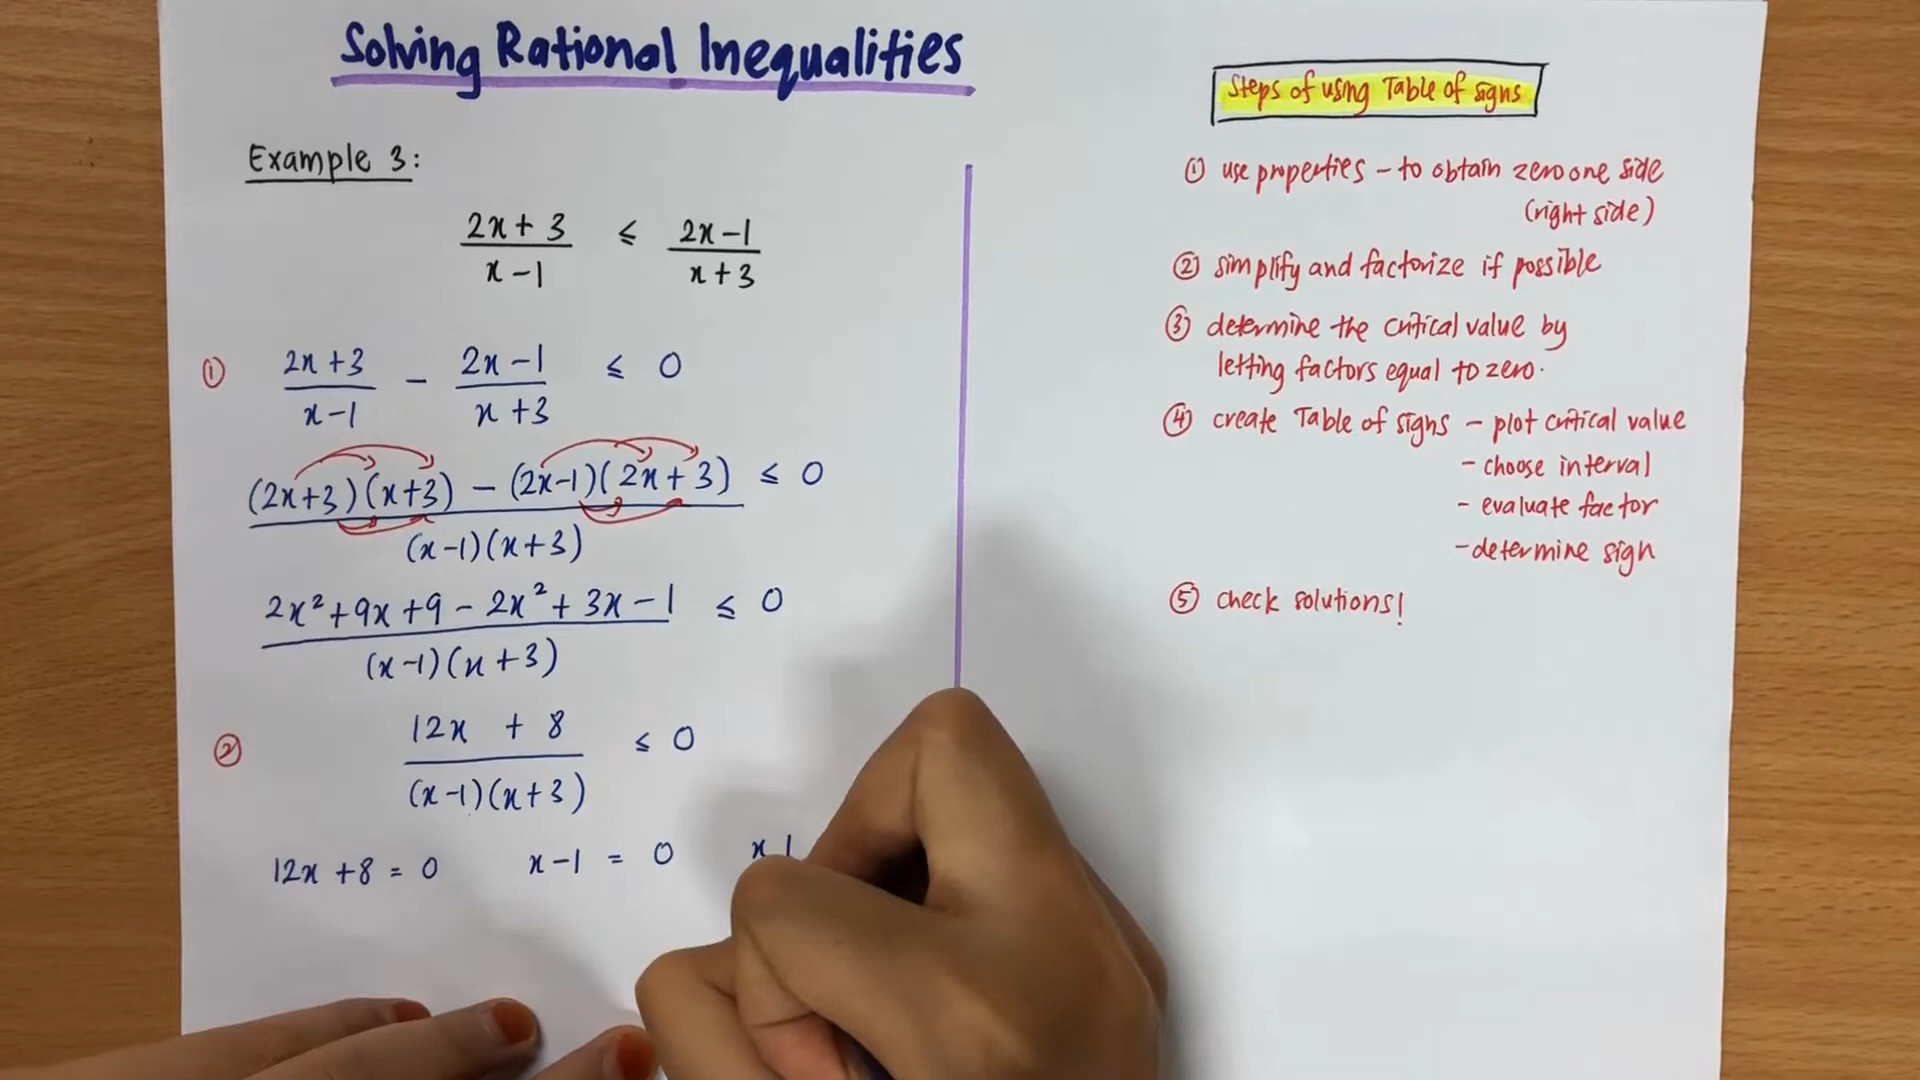 Solving Rational Inequalities
Example 3:
2x+3 / x-1 ≤ 2x-1 / x+3
① 2x+3 / x-1 - 2x-1 / x+3 ≤ 0
(2x+3)(x+3) - (2x-1)(2x+3) / (x-1)(x+3) ≤ 0
2x²+9x+9-2x²+3x-1 / (x-1)(x+3) ≤ 0
② 12x + 8 / (x-1)(x+3) ≤ 0
12x+8 = 0 x-1 = 0 x
Steps of using Table of signs
① use properties - to obtain zero one side
(right side)
② simplify and factorize if possible
③ determine the critical value by
letting factors equal to zero.
④ create Table of signs - plot critical value
- choose interval
- evaluate factor
- determine sign
⑤ check solutions!